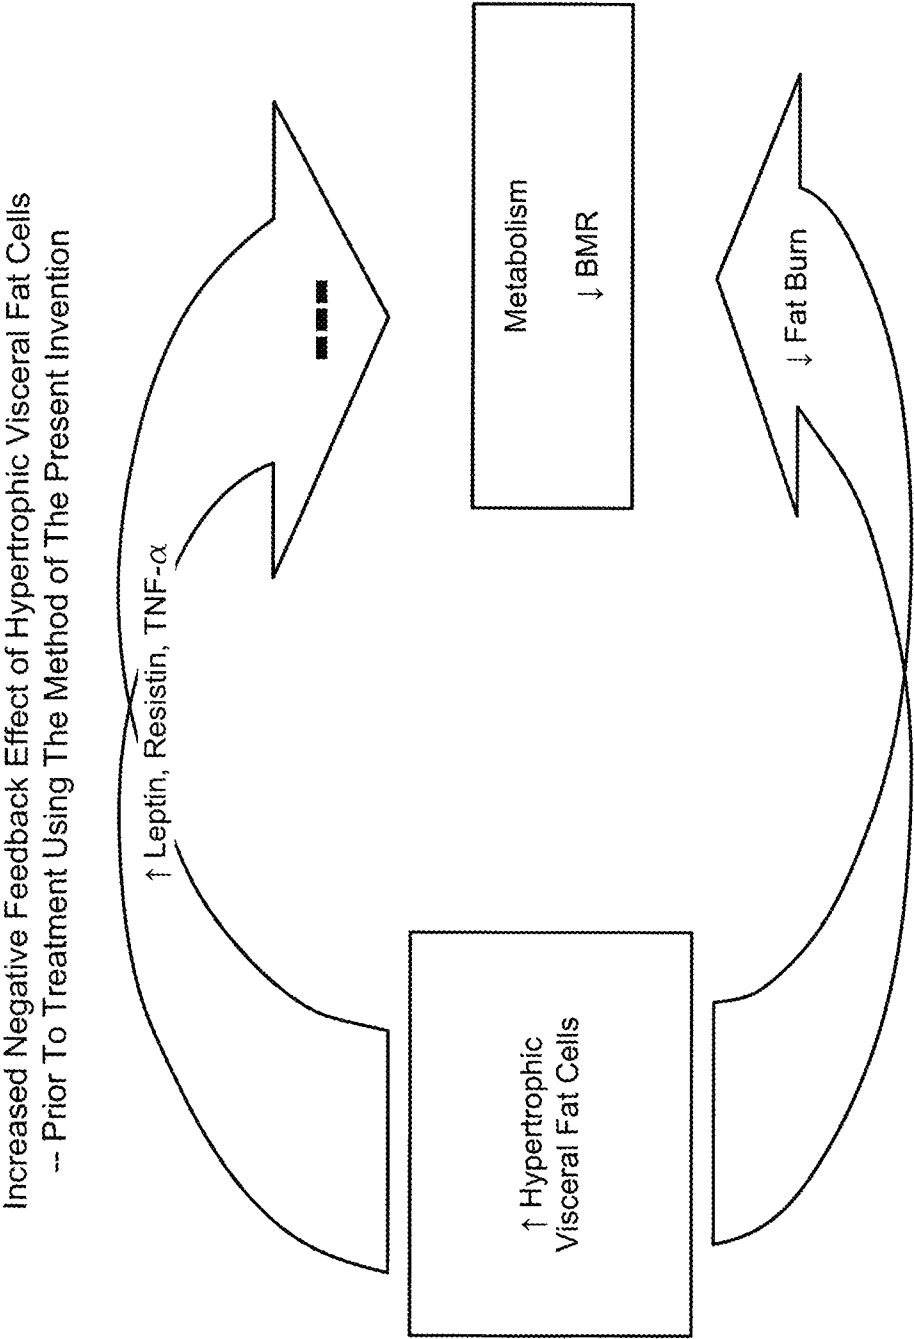 Increased Negative Feedback Effect of Hypertrophic Visceral Fat Cells
-- Prior To Treatment Using The Method of The Present Invention
↑ Leptin, Resistin, TNF-α
---
↑ Hypertrophic
Visceral Fat Cells
Metabolism
↓ BMR
↓ Fat Burn